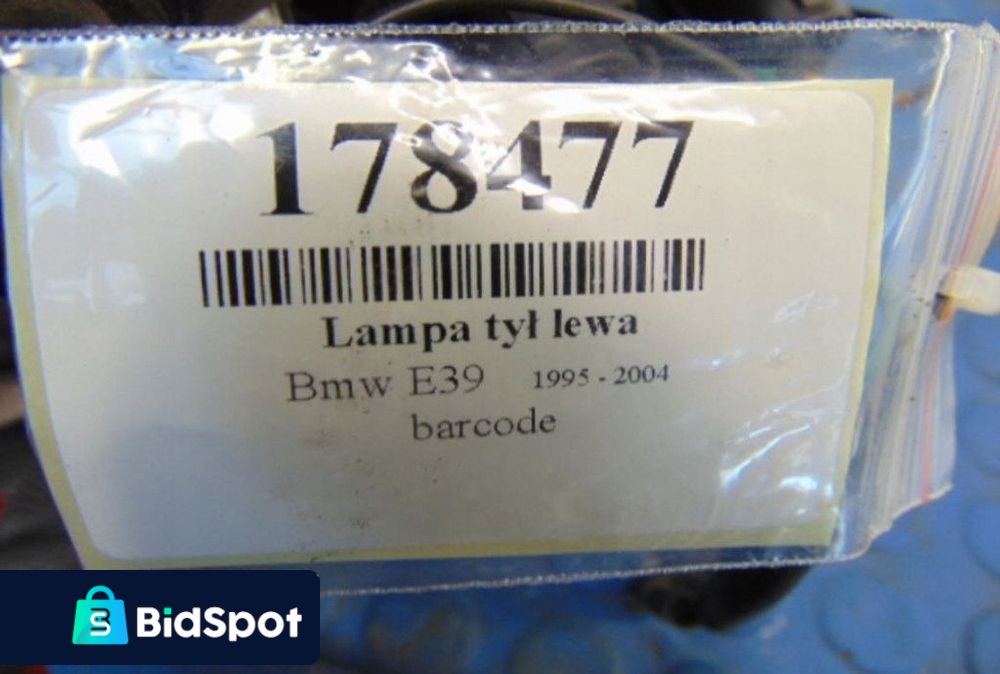 178477
Lampa tył lewa
Bmw E39 1995 - 2004
barcode
BidSpot